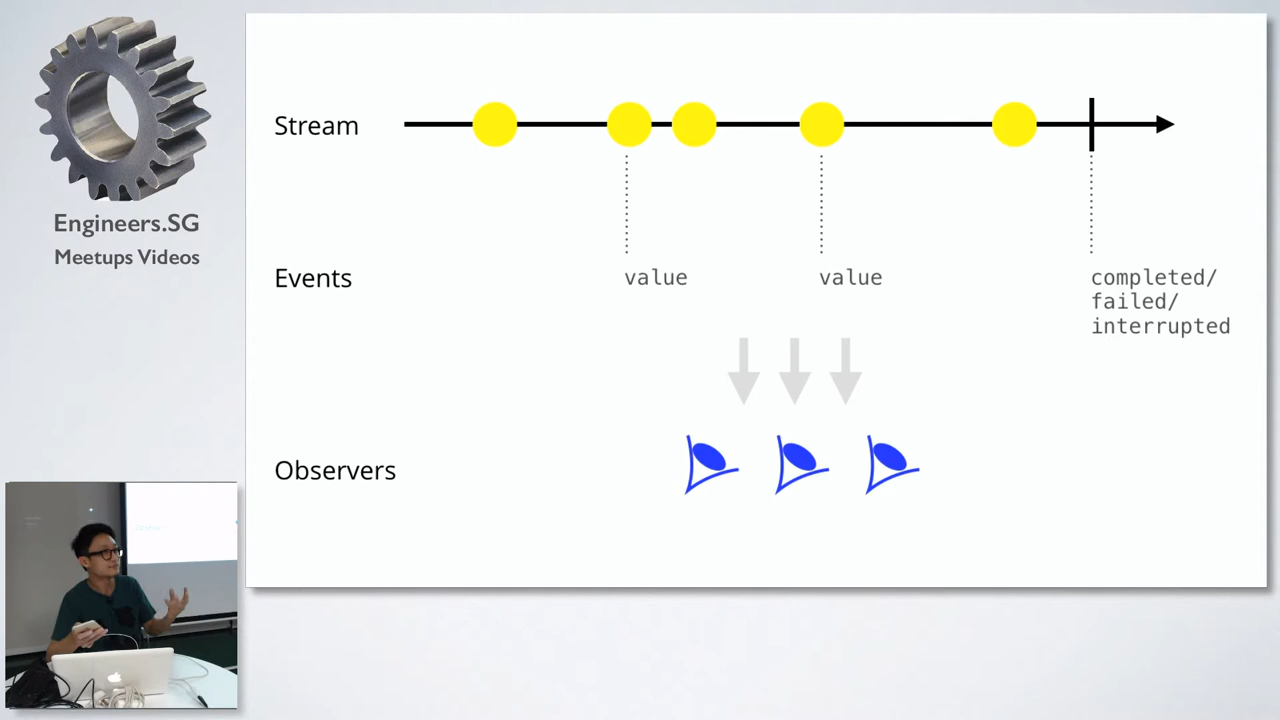 Engineers.SG
Meetups Videos
Stream
Events
value
value
completed/
failed/
interrupted
Observers